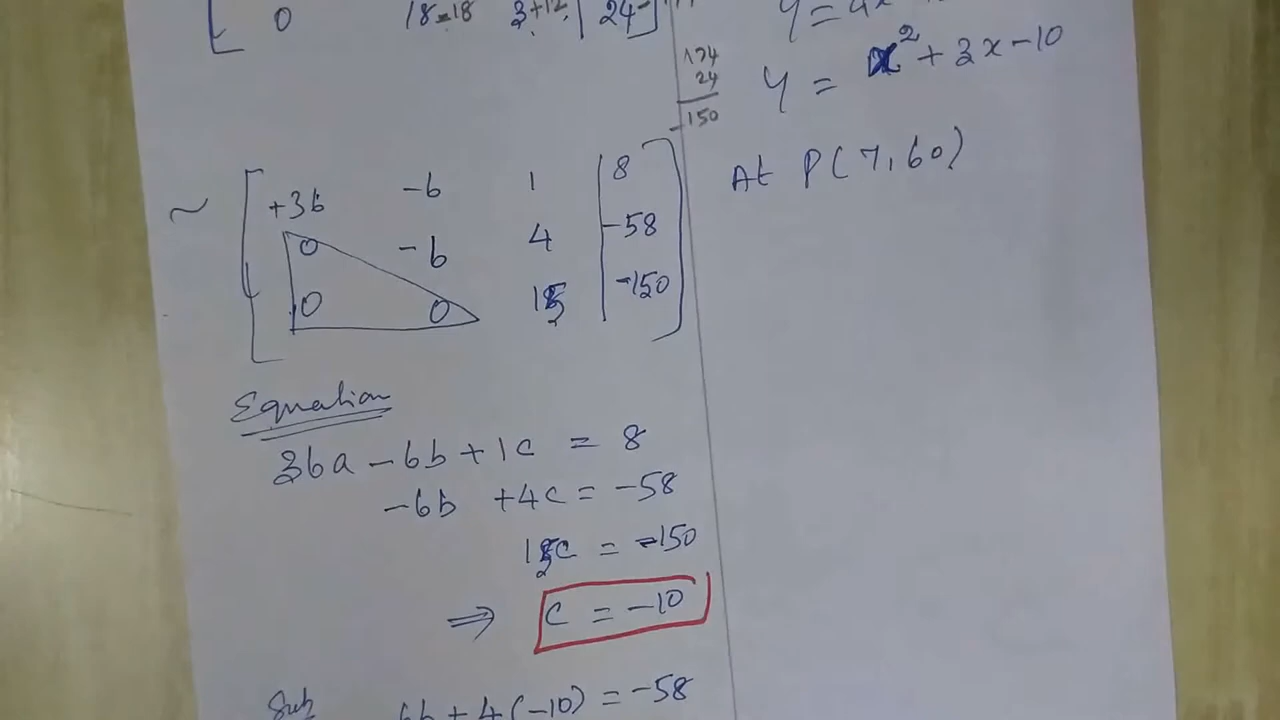 0 18-18 3+12 24-
~ +36 -6 1 8
0 -6 4 -58
0 0 15 -150
Equation
36a - 6b + 1c = 8
-6b + 4c = -58
15c = -150
⇒ c = -10
Sub 6b + 4(-10) = -58
174
24
-150
y =
y = x² + 3x - 10
At P(7,60)